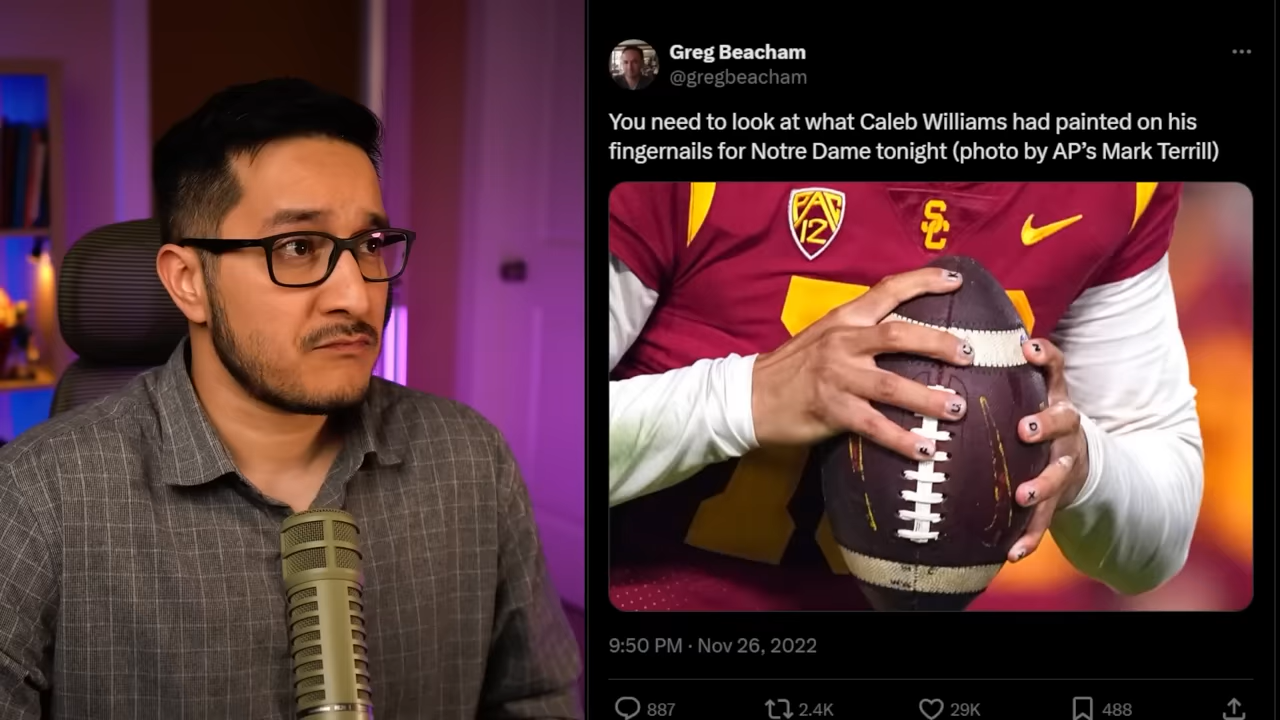 Greg Beacham
@gregbeacham
You need to look at what Caleb Williams had painted on his
fingernails for Notre Dame tonight (photo by AP’s Mark Terrill)
PAC
12
SC
9:50 PM · Nov 26, 2022
887
2.4K
29K
488